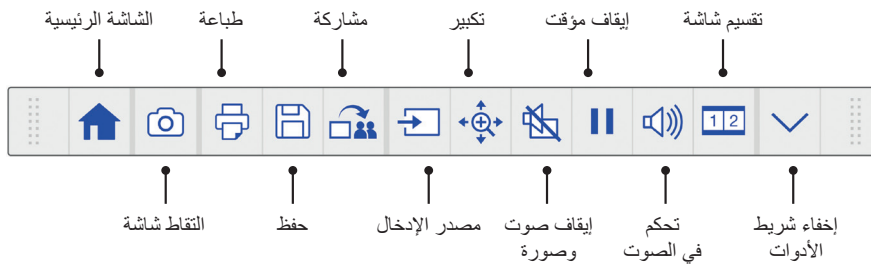 تقسيم شاشة
إيقاف مؤقت
تكبير
مشاركة
طباعة
الشاشة الرئيسية
1 2
إخفاء شريط
الأدوات
تحكم
في الصوت
إيقاف صوت
وصورة
مصدر الإدخال
حفظ
التقاط شاشة